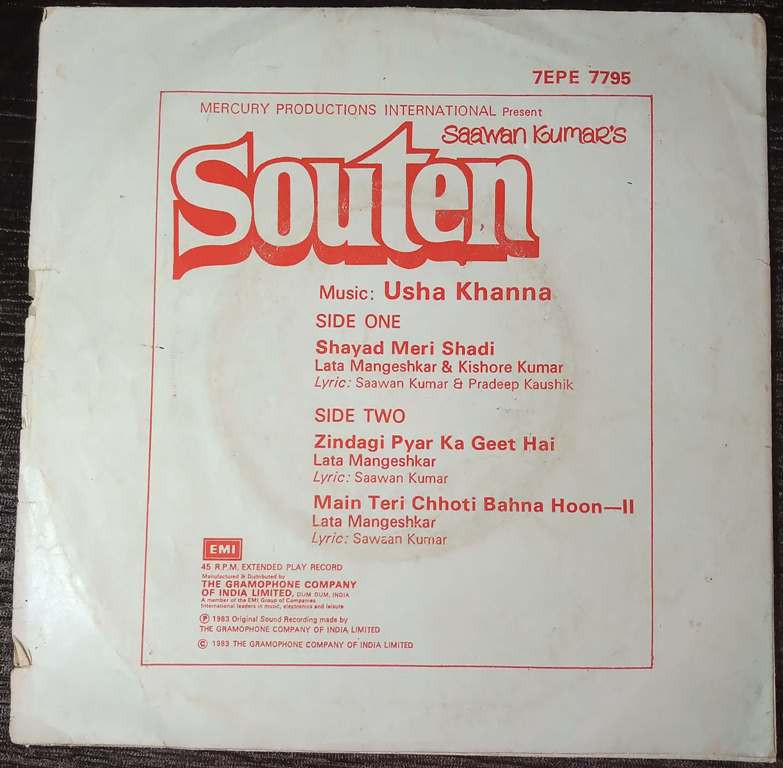 7EPE 7795
MERCURY PRODUCTIONS INTERNATIONAL Present
Saawan Kumar's
Souten
Music: Usha Khanna
SIDE ONE
Shayad Meri Shadi
Lata Mangeshkar & Kishore Kumar
Lyric: Saawan Kumar & Pradeep Kaushik
SIDE TWO
Zindagi Pyar Ka Geet Hai
Lata Mangeshkar
Lyric: Saawan Kumar
Main Teri Chhoti Bahna Hoon—II
Lata Mangeshkar
Lyric: Sawaan Kumar
EMI
45 R.P.M. EXTENDED PLAY RECORD
Manufactured & Distributed by
THE GRAMOPHONE COMPANY
OF INDIA LIMITED, DUM DUM, INDIA
A member of the EMI Group of Companies
International leaders in music, electronics and leisure
Ⓟ 1983 Original Sound Recording made by
THE GRAMOPHONE COMPANY OF INDIA LIMITED
© 1983 THE GRAMOPHONE COMPANY OF INDIA LIMITED